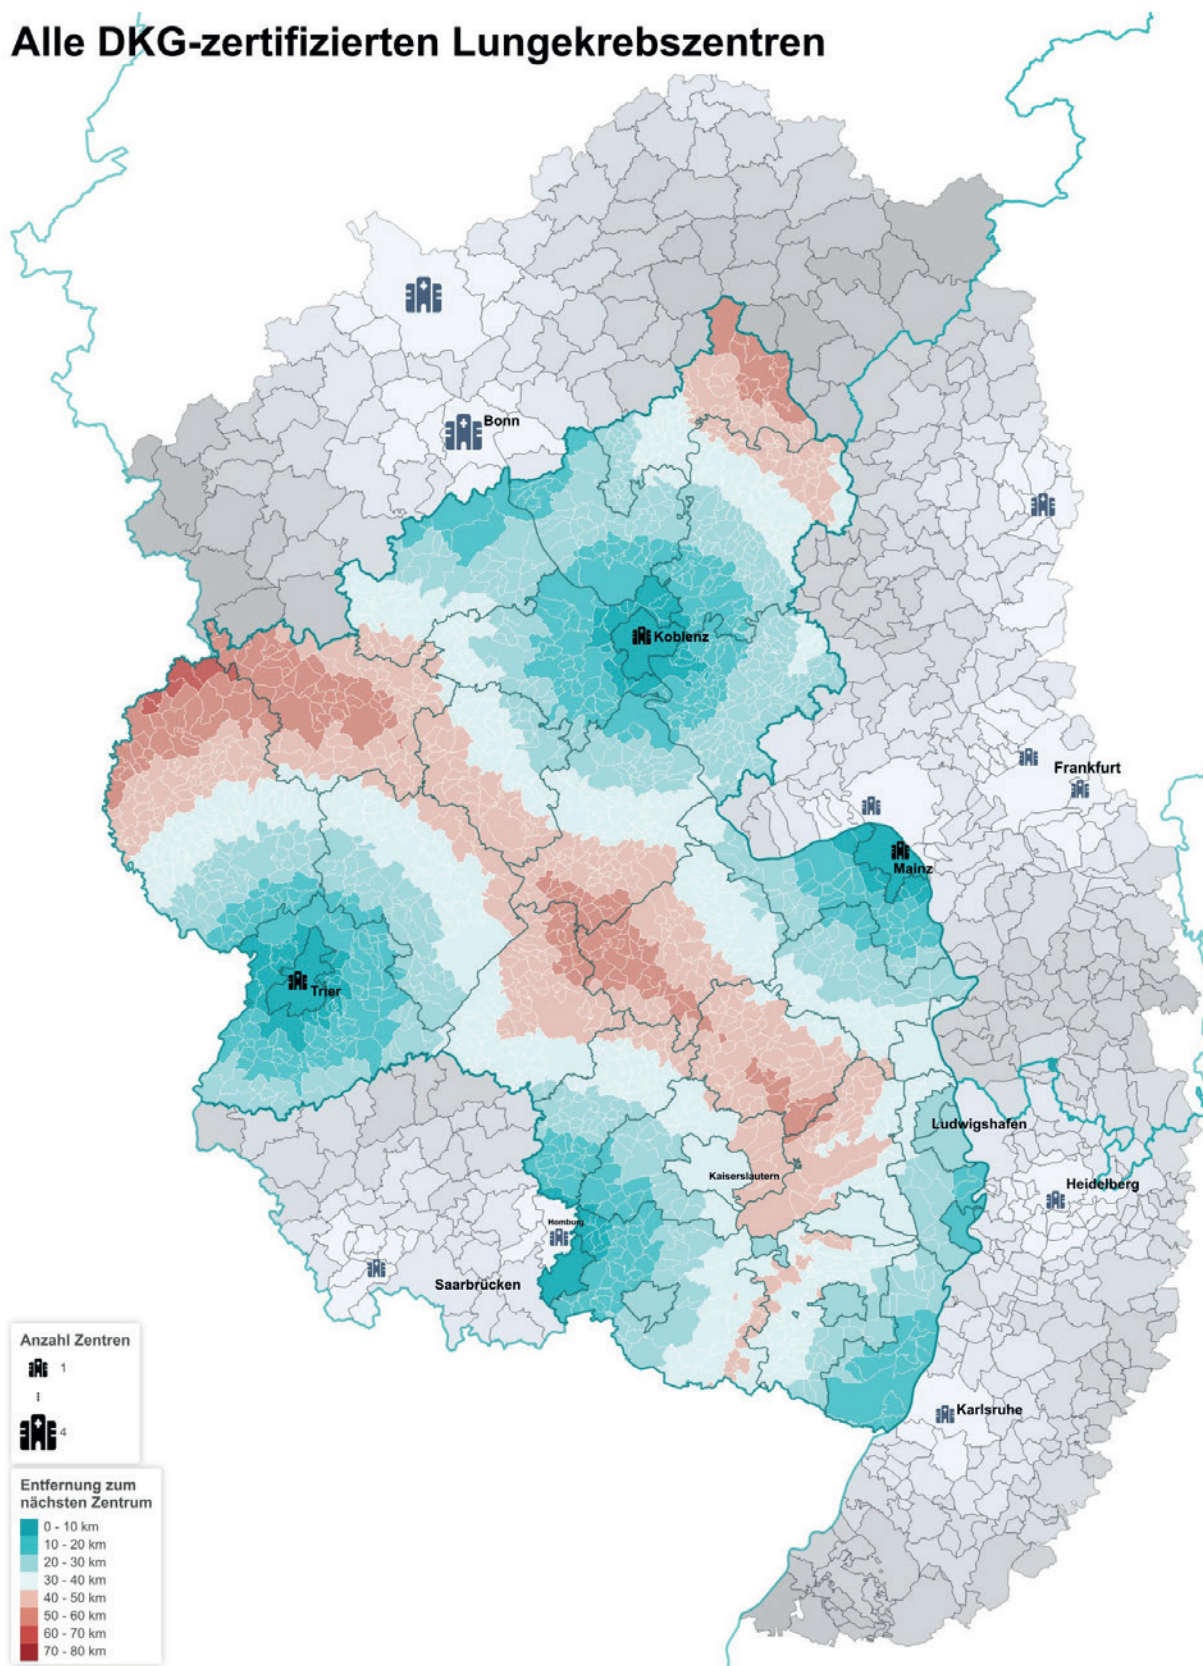 Alle DKG-zertifizierten Lungekrebszentren
Bonn
Koblenz
Frankfurt
Mainz
Trier
Ludwigshafen
Kaiserslautern
Heidelberg
Homburg
Saarbrücken
Karlsruhe
Anzahl Zentren
1
4
Entfernung zum
nächsten Zentrum
0 - 10 km
10 - 20 km
20 - 30 km
30 - 40 km
40 - 50 km
50 - 60 km
60 - 70 km
70 - 80 km